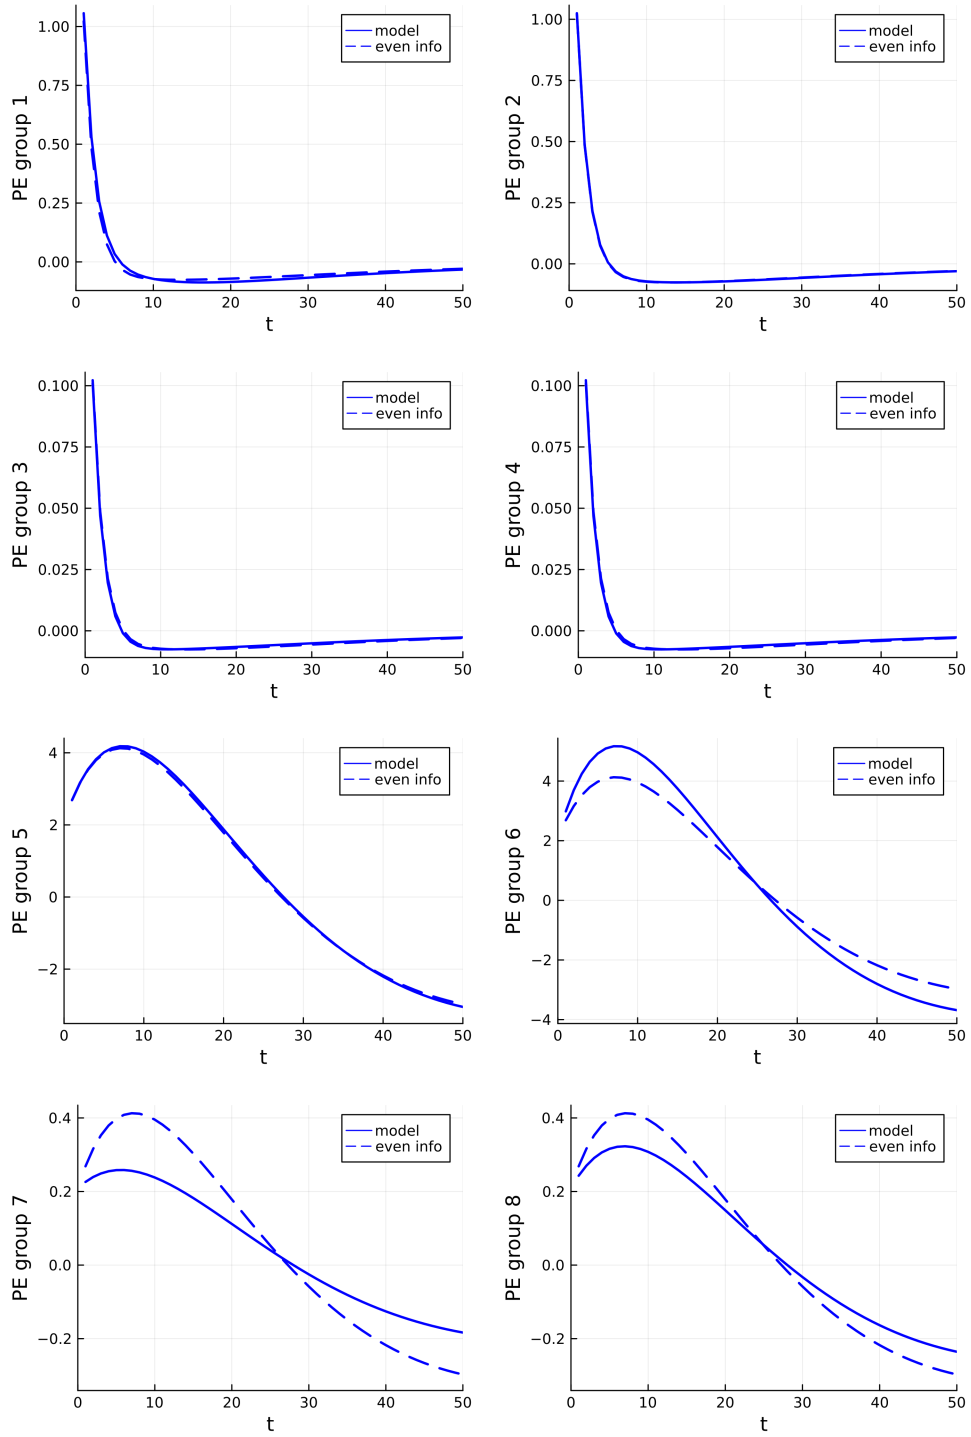 PE group 1
1.00
0.75
0.50
0.25
0.00
model
even info
0 10 20 30 40 50
t
PE group 2
1.00
0.75
0.50
0.25
0.00
model
even info
0 10 20 30 40 50
t
PE group 3
0.100
0.075
0.050
0.025
0.000
model
even info
0 10 20 30 40 50
t
PE group 4
0.100
0.075
0.050
0.025
0.000
model
even info
0 10 20 30 40 50
t
PE group 5
4
2
0
−2
model
even info
0 10 20 30 40 50
t
PE group 6
4
2
0
−2
−4
model
even info
0 10 20 30 40 50
t
PE group 7
0.4
0.2
0.0
−0.2
model
even info
0 10 20 30 40 50
t
PE group 8
0.4
0.2
0.0
−0.2
model
even info
0 10 20 30 40 50
t